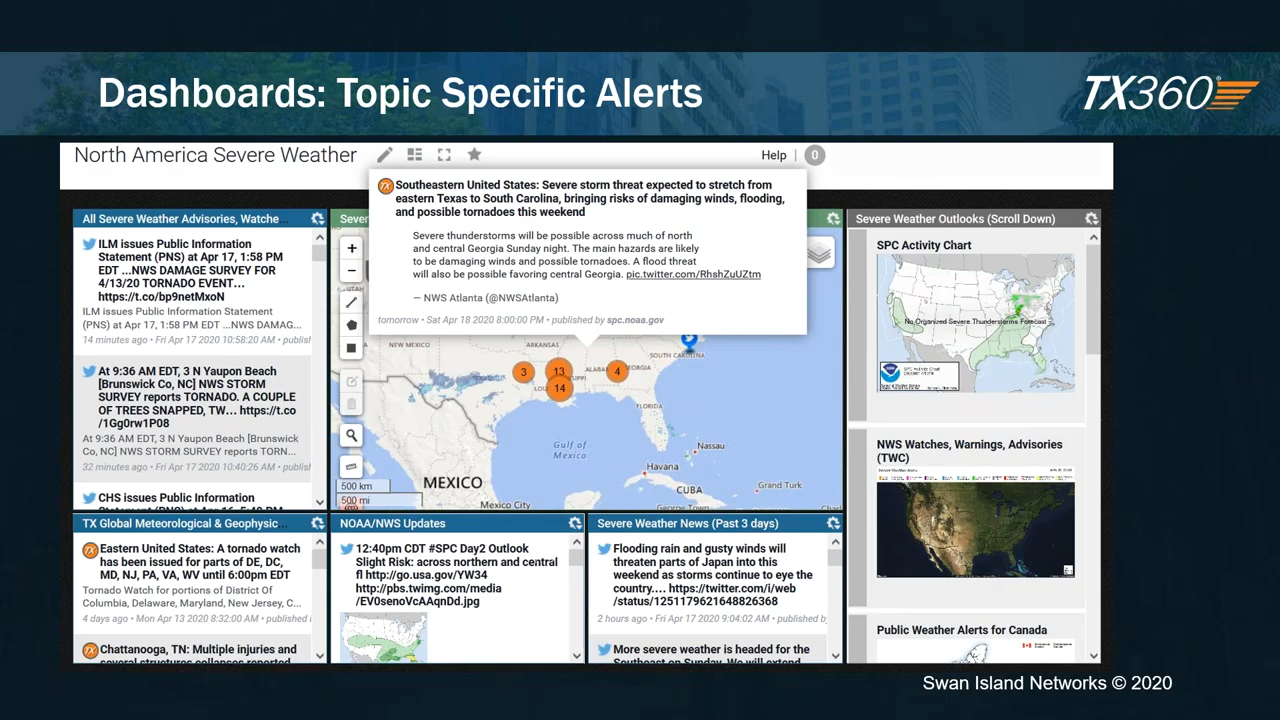 Dashboards: Topic Specific Alerts
TX360
North America Severe Weather
Help
0
All Severe Weather Advisories, Watche...
ILM issues Public Information
Statement (PNS) at Apr 17, 1:58 PM
EDT ...NWS DAMAGE SURVEY FOR
4/13/20 TORNADO EVENT…
https://t.co/bp9netMxoN
ILM issues Public Information Statement
(PNS) at Apr 17, 1:58 PM EDT ...NWS DAMAG...
14 minutes ago • Fri Apr 17 2020 10:58:20 AM • publis
At 9:36 AM EDT, 3 N Yaupon Beach
[Brunswick Co, NC] NWS STORM
SURVEY reports TORNADO. A COUPLE
OF TREES SNAPPED, TW… https://t.co
/1Gg0rw1P08
At 9:36 AM EDT, 3 N Yaupon Beach [Brunswick
Co, NC] NWS STORM SURVEY reports TORN...
32 minutes ago • Fri Apr 17 2020 10:40:26 AM • publis
CHS issues Public Information
Sever
Southeastern United States: Severe storm threat expected to stretch from
eastern Texas to South Carolina, bringing risks of damaging winds, flooding,
and possible tornadoes this weekend
Severe thunderstorms will be possible across much of north
and central Georgia Sunday night. The main hazards are likely
to be damaging winds and possible tornadoes. A flood threat
will also be possible favoring central Georgia. pic.twitter.com/RhshZuUZtm
— NWS Atlanta (@NWSAtlanta)
tomorrow • Sat Apr 18 2020 8:00:00 PM • published by spc.noaa.gov
UTAH
NEW MEXICO
ARKANSAS
SOUTH CAROLINA
3
13
14
4
FLORIDA
Gulf of
Mexico
Nassau
Havana
MEXICO
CUBA
Grand Turk
500 km
500 mi
Mexico City
Severe Weather Outlooks (Scroll Down)
SPC Activity Chart
No Organized Severe Thunderstorms Forecast
NWS Watches, Warnings, Advisories
(TWC)
Public Weather Alerts for Canada
TX Global Meteorological & Geophysic...
Eastern United States: A tornado watch
has been issued for parts of DE, DC,
MD, NJ, PA, VA, WV until 6:00pm EDT
Tornado Watch for portions of District Of
Columbia, Delaware, Maryland, New Jersey, C...
4 days ago • Mon Apr 13 2020 8:32:00 AM • published
Chattanooga, TN: Multiple injuries and
several structures collapses reported
NOAA/NWS Updates
12:40pm CDT #SPC Day2 Outlook
Slight Risk: across northern and central
fl http://go.usa.gov/YW34
http://pbs.twimg.com/media
/EV0senoVcAAqnDd.jpg
Severe Weather News (Past 3 days)
Flooding rain and gusty winds will
threaten parts of Japan into this
weekend as storms continue to eye the
country.... https://twitter.com/i/web
/status/1251179621648826368
2 hours ago • Fri Apr 17 2020 9:04:02 AM • published by
More severe weather is headed for the
Southeast on Sunday. We will extend
Swan Island Networks © 2020